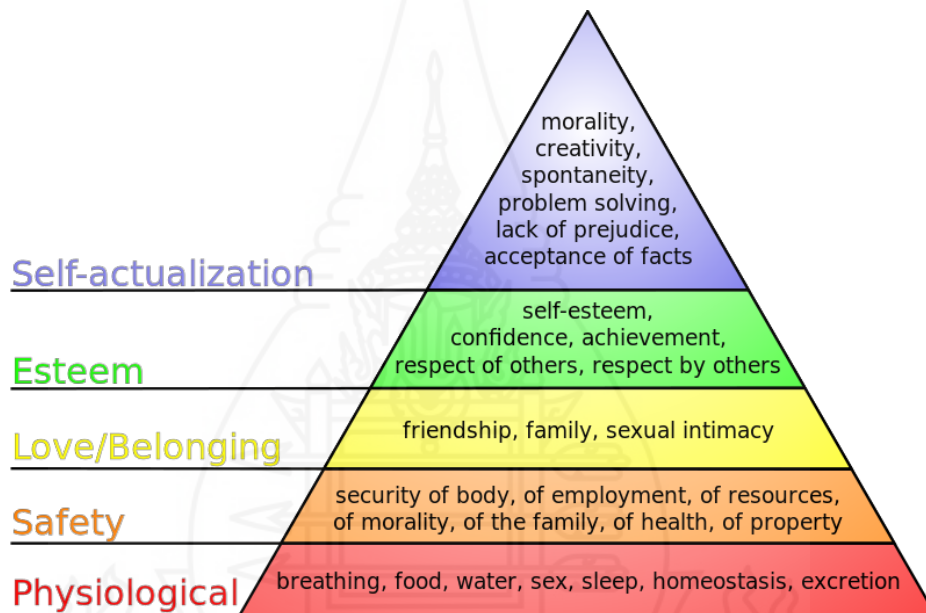 morality,
creativity,
spontaneity,
problem solving,
lack of prejudice,
acceptance of facts
Self-actualization
self-esteem,
confidence, achievement,
respect of others, respect by others
Esteem
friendship, family, sexual intimacy
Love/Belonging
security of body, of employment, of resources,
of morality, of the family, of health, of property
Safety
breathing, food, water, sex, sleep, homeostasis, excretion
Physiological